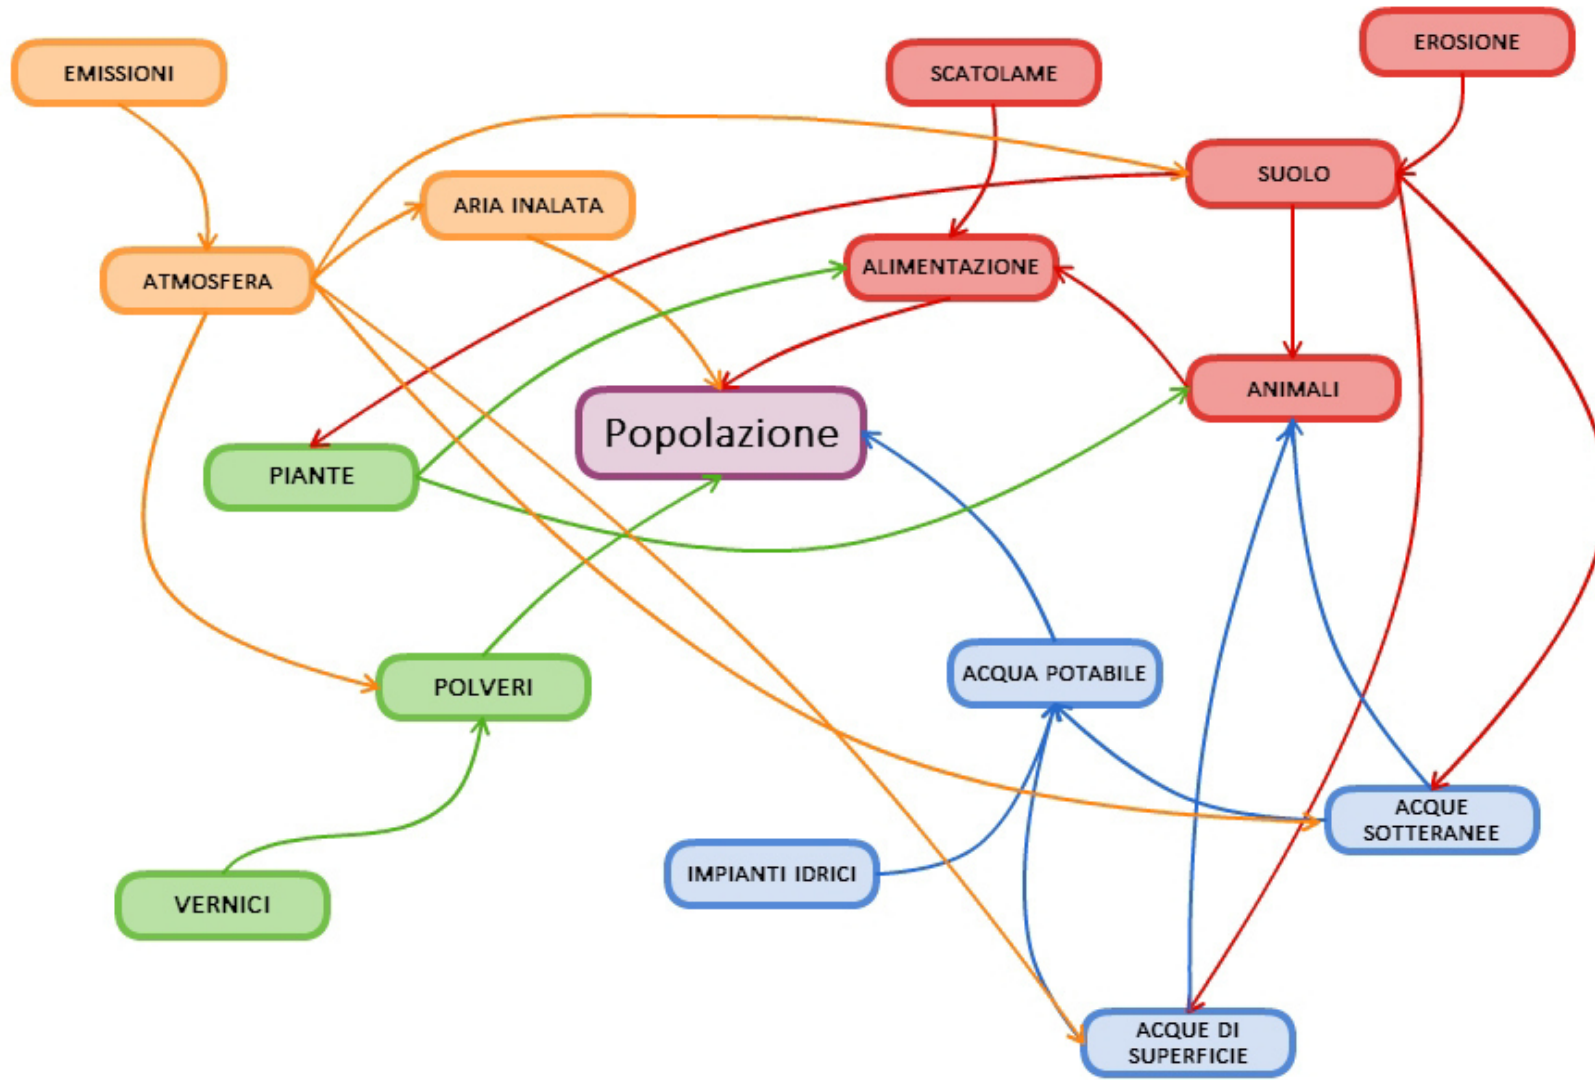 EMISSIONI
SCATOLAME
EROSIONE
SUOLO
ARIA INALATA
ATMOSFERA
ALIMENTAZIONE
ANIMALI
Popolazione
PIANTE
POLVERI
ACQUA POTABILE
ACQUE
SOTTERANEE
IMPIANTI IDRICI
VERNICI
ACQUE DI
SUPERFICIE